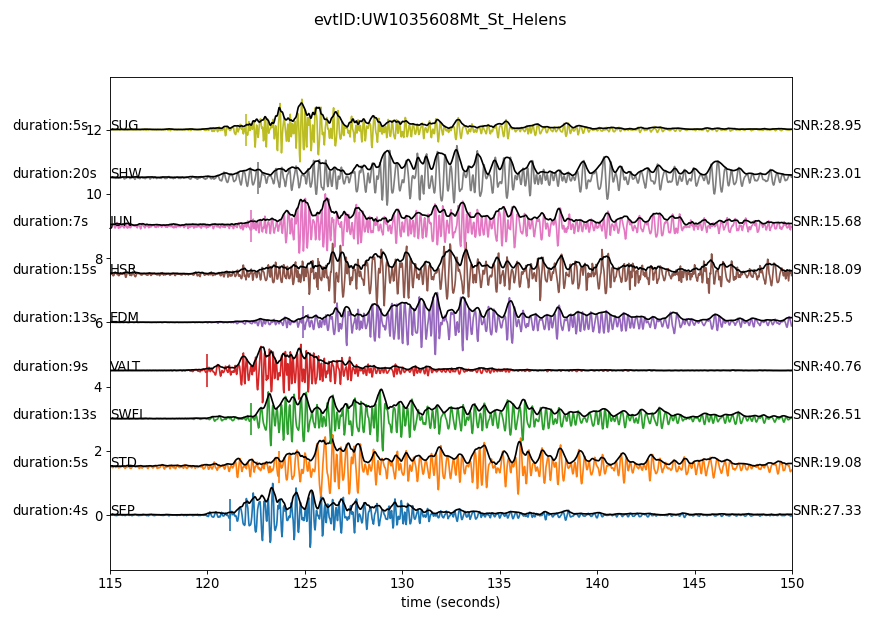 evtID:UW1035608Mt_St_Helens
duration:5s SUG SNR:28.95
12
duration:20s SHW SNR:23.01
10
duration:7s JUN SNR:15.68
8
duration:15s HSR SNR:18.09
duration:13s EDM SNR:25.5
6
duration:9s VALT SNR:40.76
4
duration:13s SWFL SNR:26.51
2
duration:5s STD SNR:19.08
duration:4s SEP SNR:27.33
0
115 120 125 130 135 140 145 150
time (seconds)